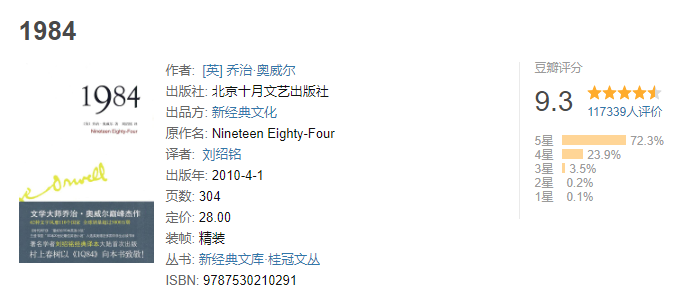 1984
1984
Nineteen Eighty-Four
文学大师乔治·奥威尔巅峰杰作
著名学者刘绍铭经典译本大陆首次出版
村上春树以《1Q84》向本书致敬!
作者: [英] 乔治·奥威尔
出版社: 北京十月文艺出版社
出品方: 新经典文化
原作名: Nineteen Eighty-Four
译者: 刘绍铭
出版年: 2010-4-1
页数: 304
定价: 28.00
装帧: 精装
丛书: 新经典文库·桂冠文丛
ISBN: 9787530210291
豆瓣评分
9.3
117339人评价
5星 72.3%
4星 23.9%
3星 3.5%
2星 0.2%
1星 0.1%